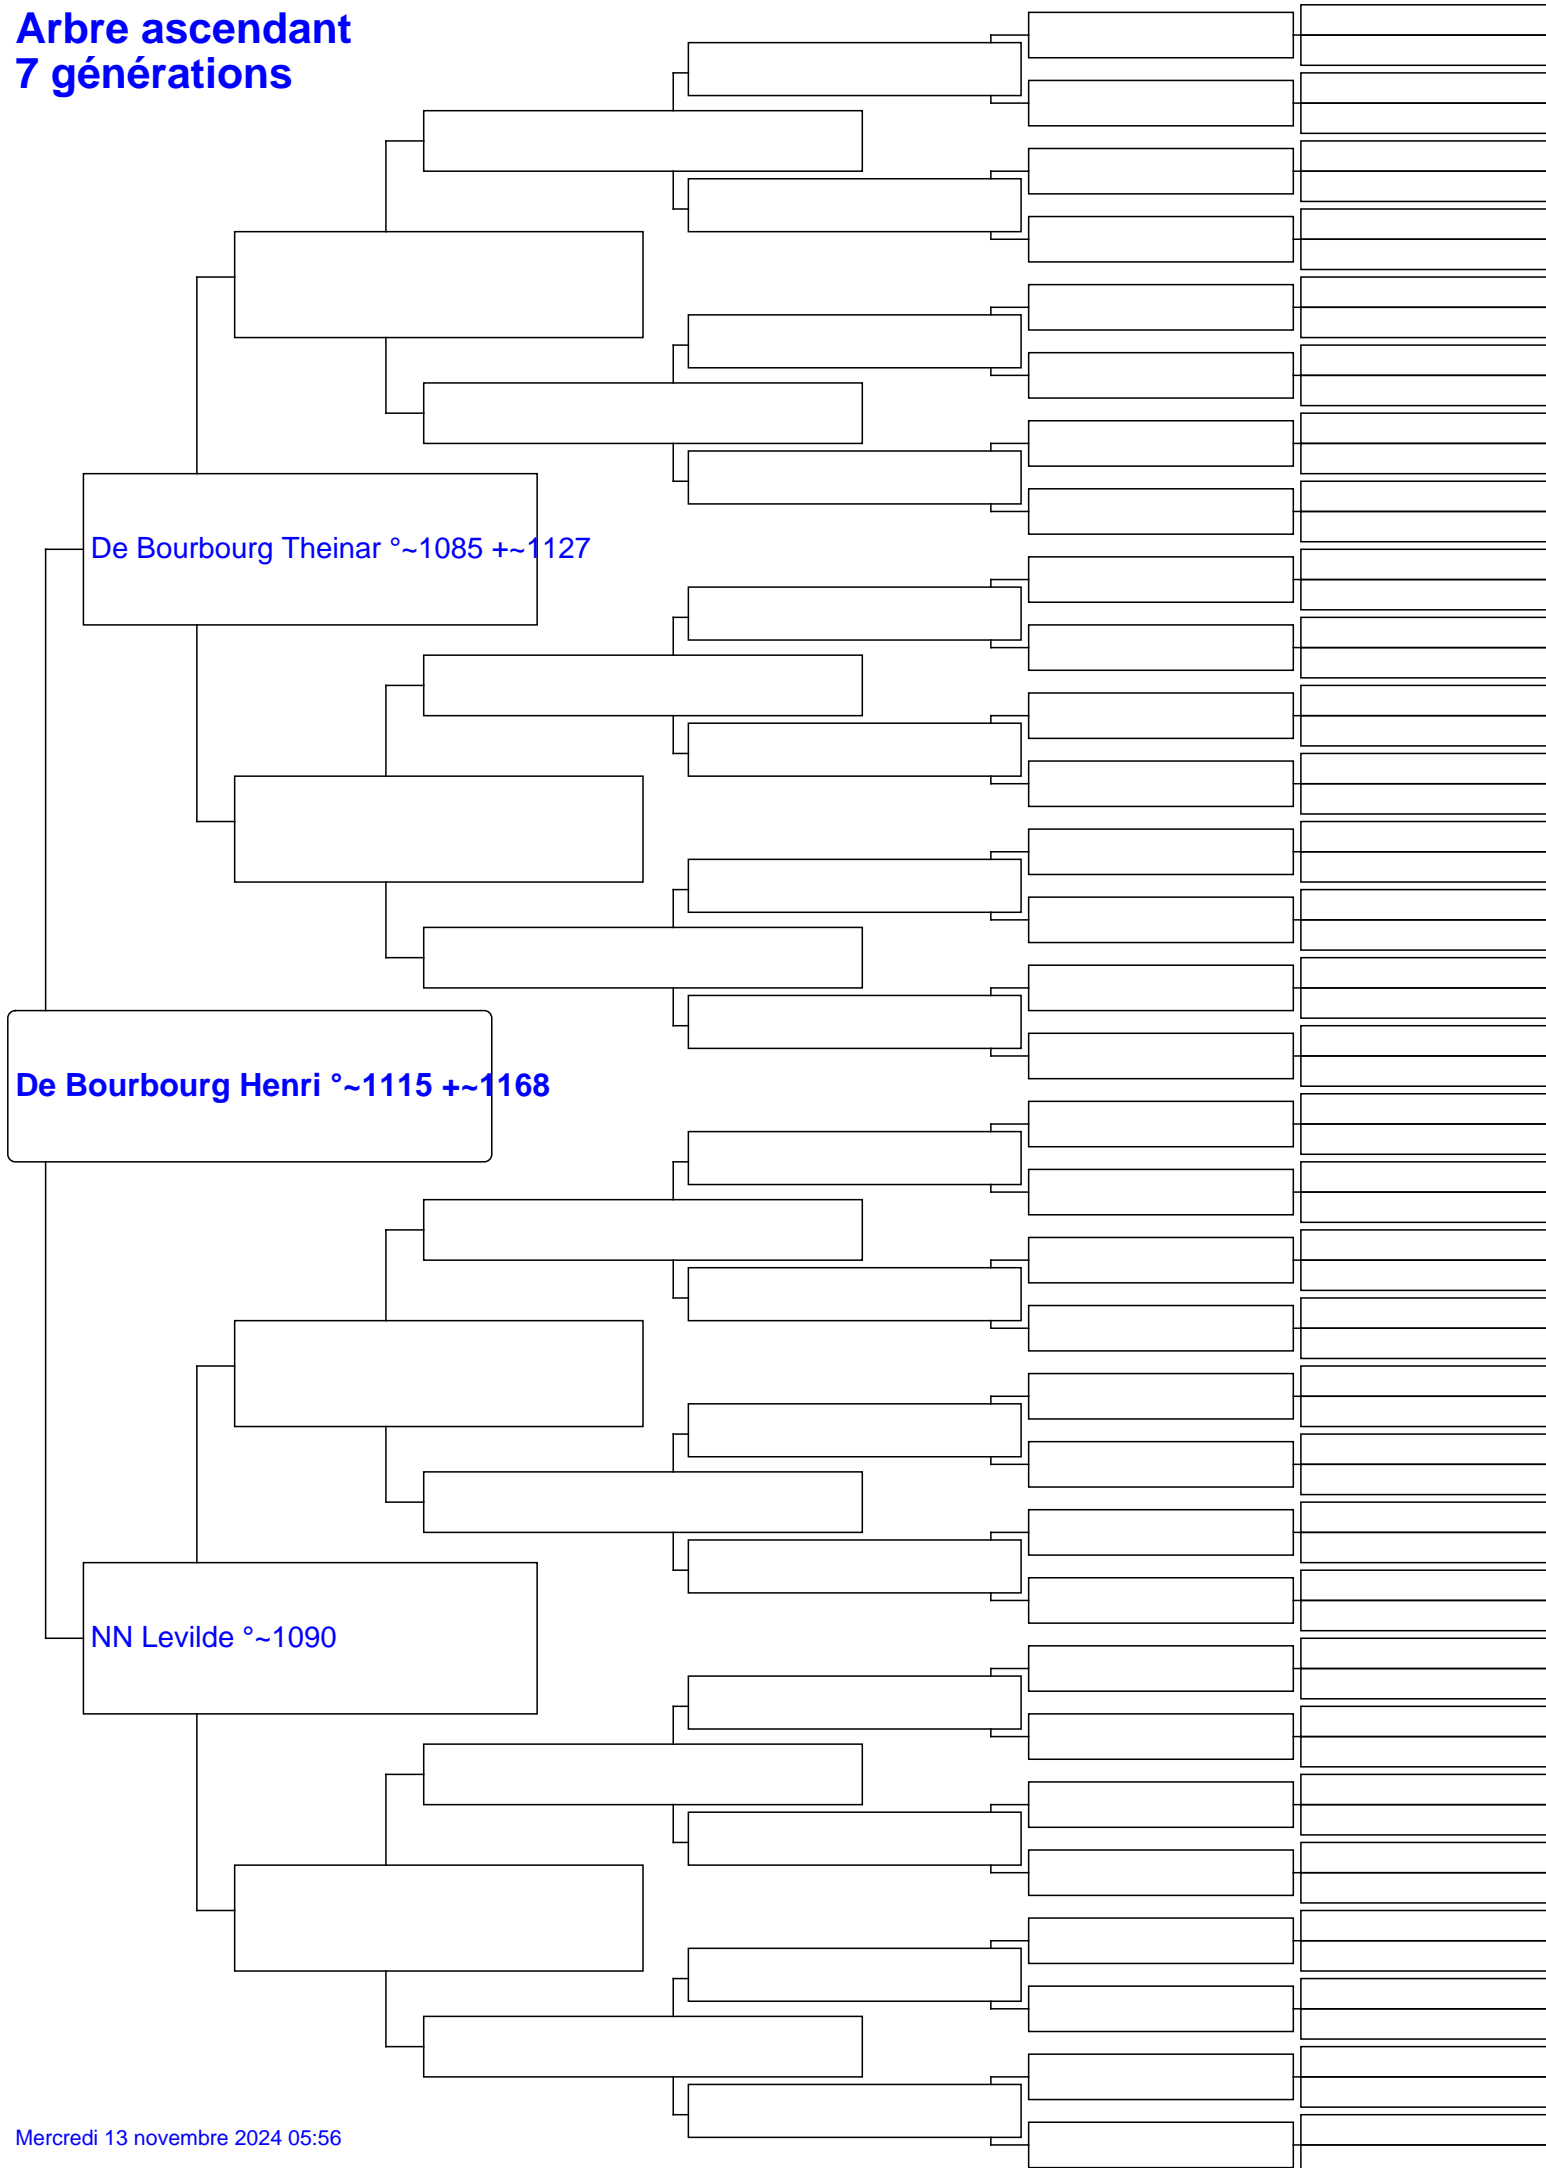 Arbre ascendant
7 générations
De Bourbourg Theinar °~1085 +~1127
De Bourbourg Henri °~1115 +~1168
NN Levilde °~1090
Mercredi 13 novembre 2024 05:56